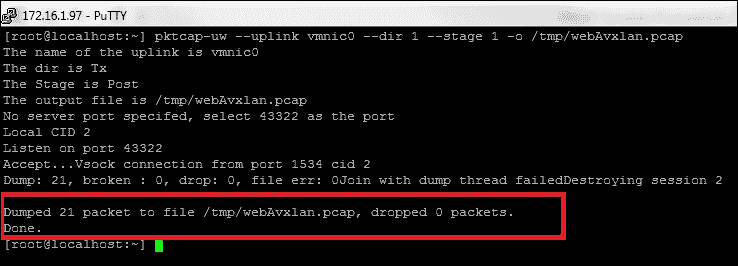 172.16.1.97 - PuTTY
[root@localhost:~] pktcap-uw --uplink vmnic0 --dir 1 --stage 1 -o /tmp/webAvxlan.pcap
The name of the uplink is vmnic0
The dir is Tx
The Stage is Post
The output file is /tmp/webAvxlan.pcap
No server port specifed, select 43322 as the port
Local CID 2
Listen on port 43322
Accept...Vsock connection from port 1534 cid 2
Dump: 21, broken : 0, drop: 0, file err: 0Join with dump thread failedDestroying session 2
Dumped 21 packet to file /tmp/webAvxlan.pcap, dropped 0 packets.
Done.
[root@localhost:~]